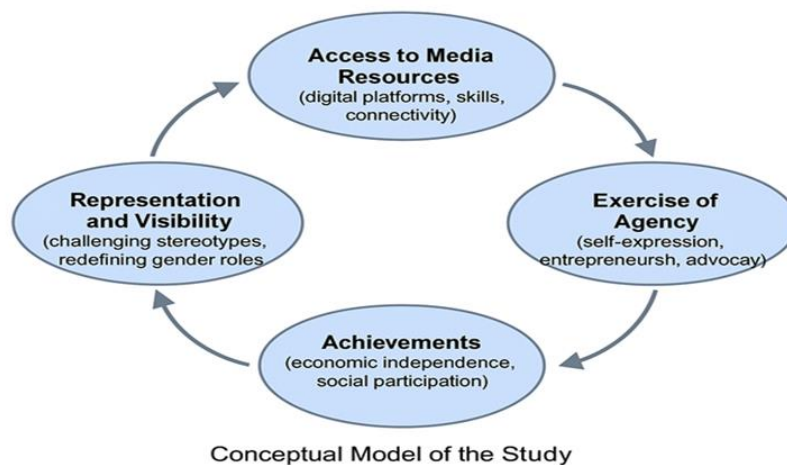 Access to Media
Resources
(digital platforms, skills,
connectivity)
Representation
and Visibility
(challenging stereotypes,
redefining gender roles
Exercise of
Agency
(self-expression,
entrepreneursh, advocay)
Achievements
(economic independence,
social participation)
Conceptual Model of the Study